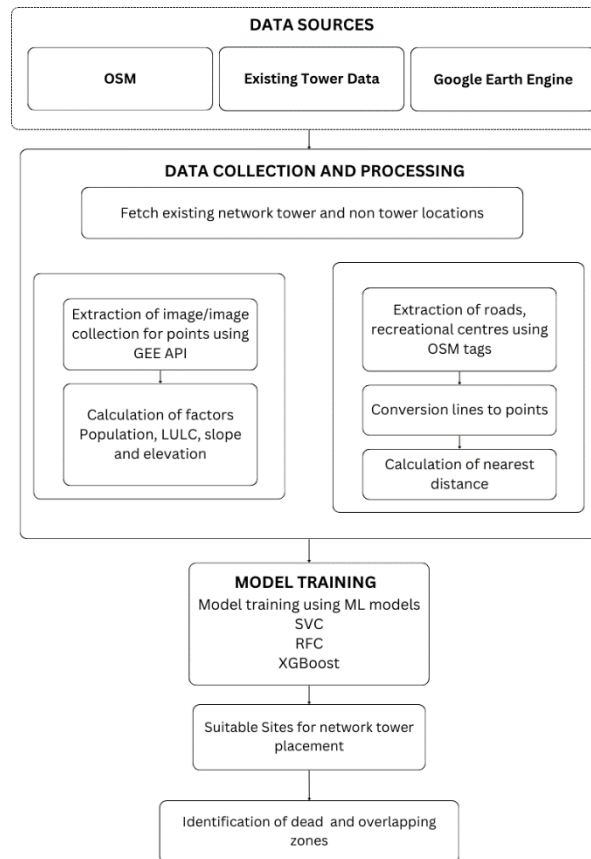 DATA SOURCES
OSM
Existing Tower Data
Google Earth Engine
DATA COLLECTION AND PROCESSING
Fetch existing network tower and non tower locations
Extraction of image/image
collection for points using
GEE API
Calculation of factors
Population, LULC, slope
and elevation
Extraction of roads,
recreational centres using
OSM tags
Conversion lines to points
Calculation of nearest
distance
MODEL TRAINING
Model training using ML models
SVC
RFC
XGBoost
Suitable Sites for network tower
placement
Identification of dead and overlapping
zones